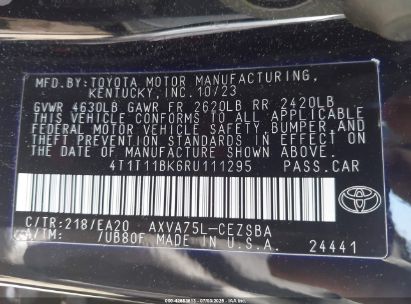 MFD.BY:TOYOTA MOTOR MANUFACTURING,
KENTUCKY,INC. 10/23
GVWR 4630LB GAWR FR 2620LB RR 2420LB
THIS VEHICLE CONFORMS TO ALL APPLICABLE
FEDERAL MOTOR VEHICLE SAFETY, BUMPER, AND
THEFT PREVENTION STANDARDS IN EFFECT ON
THE DATE OF MANUFACTURE SHOWN ABOVE.
4T1T11BK6RU111295 PASS.CAR
C/TR:218/EA20 AXVA75L-CEZSBA
A/TM: /UB80F MADE IN U.S.A.
24441
TOYOTA